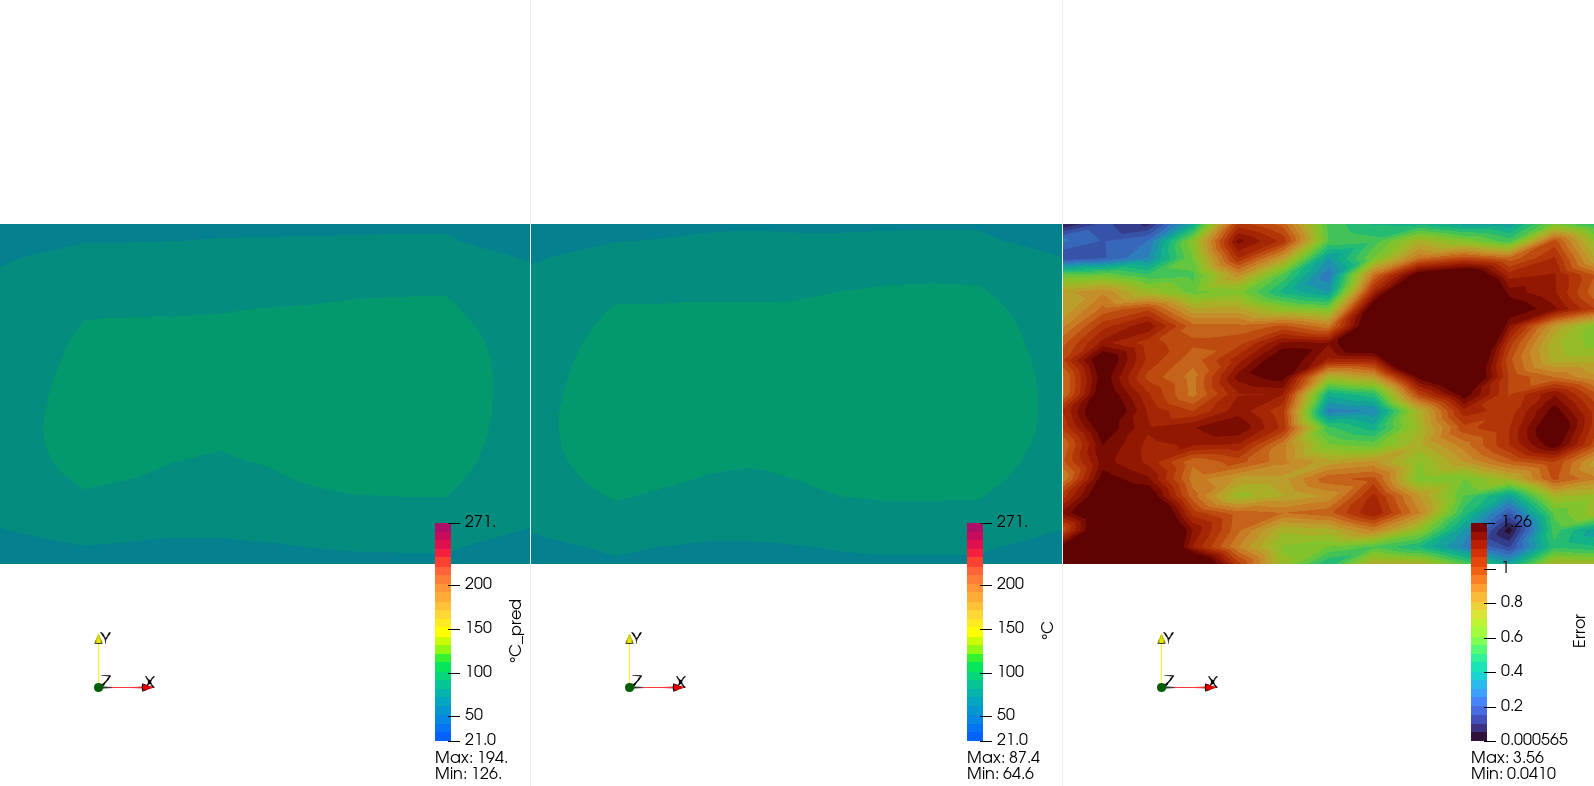 271.
200
150
100
50
21.0
°C_pred
Max: 194.
Min: 126.
Y
Z
X
271.
200
150
100
50
21.0
°C
Max: 87.4
Min: 64.6
Y
Z
X
1.26
1
0.8
0.6
0.4
0.2
0.000565
Error
Max: 3.56
Min: 0.0410
Y
Z
X